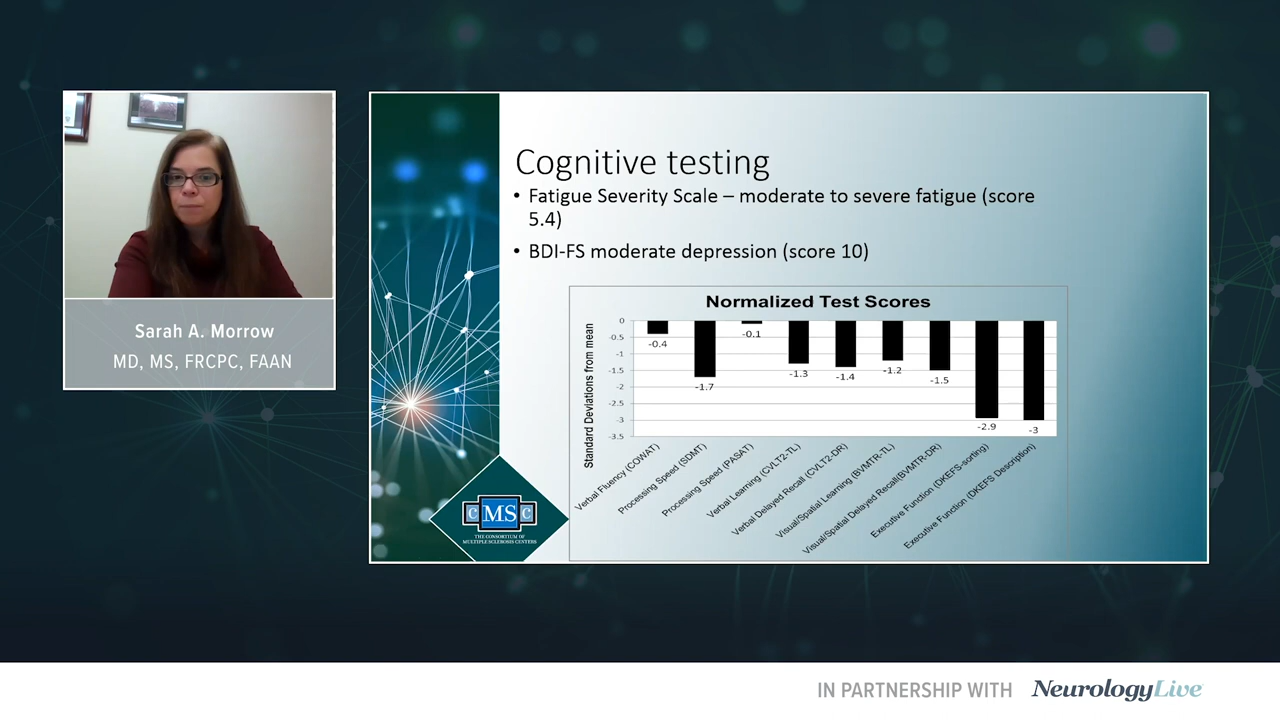 Sarah A. Morrow
MD, MS, FRCPC, FAAN
Cognitive testing
• Fatigue Severity Scale – moderate to severe fatigue (score
5.4)
• BDI-FS moderate depression (score 10)
Normalized Test Scores
Standard Deviations from mean
0
-0.5
-1
-1.5
-2
-2.5
-3
-3.5
-0.4
-1.7
-0.1
-1.3
-1.4
-1.2
-1.5
-2.9
-3
Verbal Fluency (COWAT)
Processing Speed (SDMT)
Processing Speed (PASAT)
Verbal Learning (CVLT2-TL)
Verbal Delayed Recall (CVLT2-DR)
Visual/Spatial Learning (BVMTR-TL)
Visual/Spatial Delayed Recall(BVMTR-DR)
Executive Function (DKEFS-sorting)
Executive Function (DKEFS Description)
CMSC
THE CONSORTIUM OF
MULTIPLE SCLEROSIS CENTERS
IN PARTNERSHIP WITH NeurologyLive